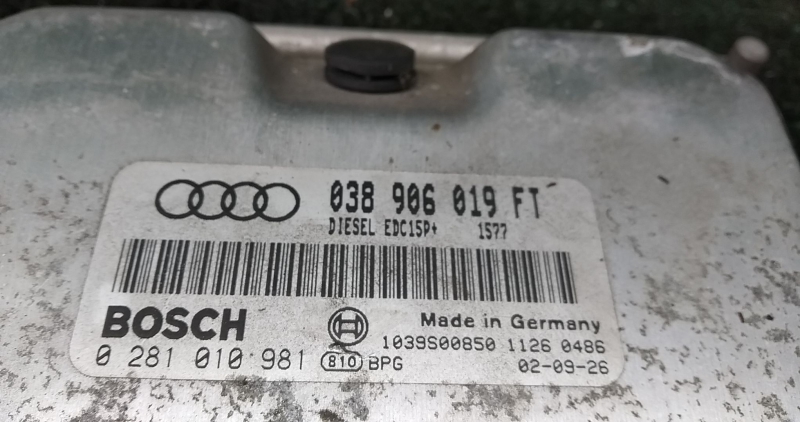 038 906 019 FT
DIESEL EDC15P+ 1577
BOSCH
Made in Germany
1039S00850 1126 0486
0 281 010 981 810 BPG 02-09-26